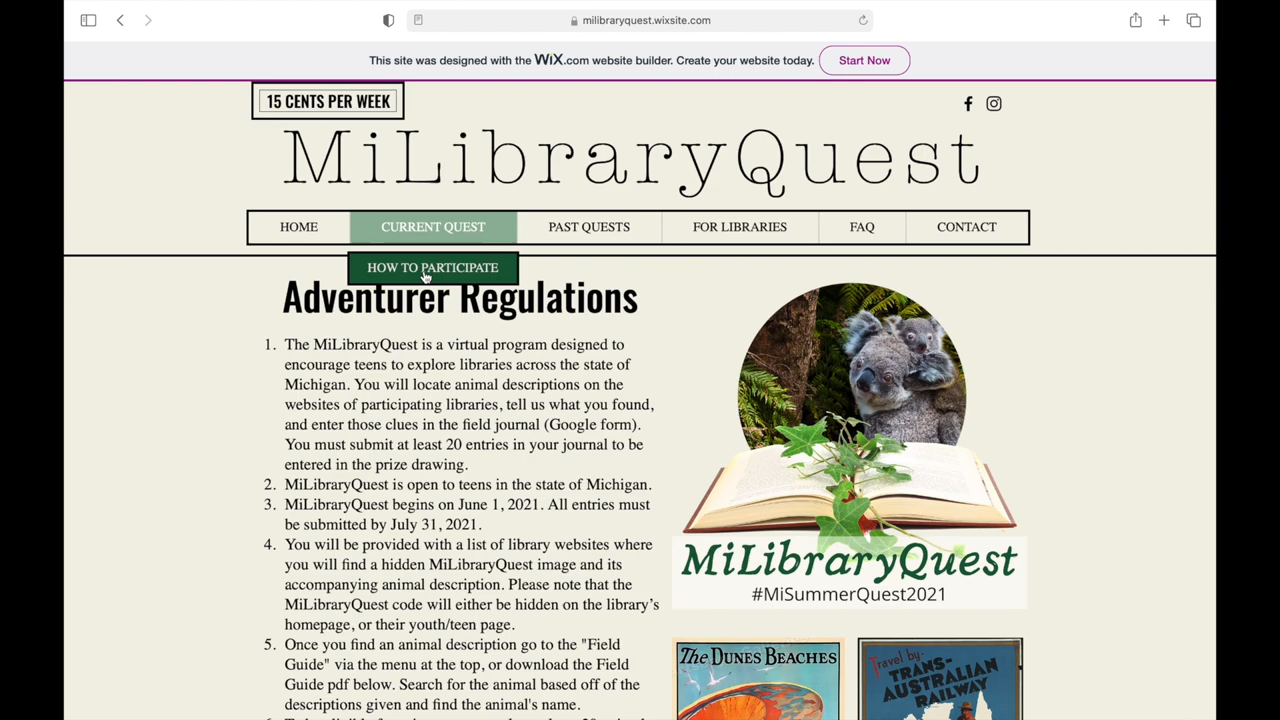 milibraryquest.wixsite.com
This site was designed with the WiX.com website builder. Create your website today. Start Now
15 CENTS PER WEEK
MiLibraryQuest
HOME CURRENT QUEST PAST QUESTS FOR LIBRARIES FAQ CONTACT
HOW TO PARTICIPATE
Adventurer Regulations
1. The MiLibraryQuest is a virtual program designed to
encourage teens to explore libraries across the state of
Michigan. You will locate animal descriptions on the
websites of participating libraries, tell us what you found,
and enter those clues in the field journal (Google form).
You must submit at least 20 entries in your journal to be
entered in the prize drawing.
2. MiLibraryQuest is open to teens in the state of Michigan.
3. MiLibraryQuest begins on June 1, 2021. All entries must
be submitted by July 31, 2021.
4. You will be provided with a list of library websites where
you will find a hidden MiLibraryQuest image and its
accompanying animal description. Please note that the
MiLibraryQuest code will either be hidden on the library's
homepage, or their youth/teen page.
5. Once you find an animal description go to the "Field
Guide" via the menu at the top, or download the Field
Guide pdf below. Search for the animal based off of the
descriptions given and find the animal's name.
MiLibraryQuest
#MiSummerQuest2021
The DUNES BEACHES
Travel by-
TRANS-
AUSTRALIAN
RAILWAY